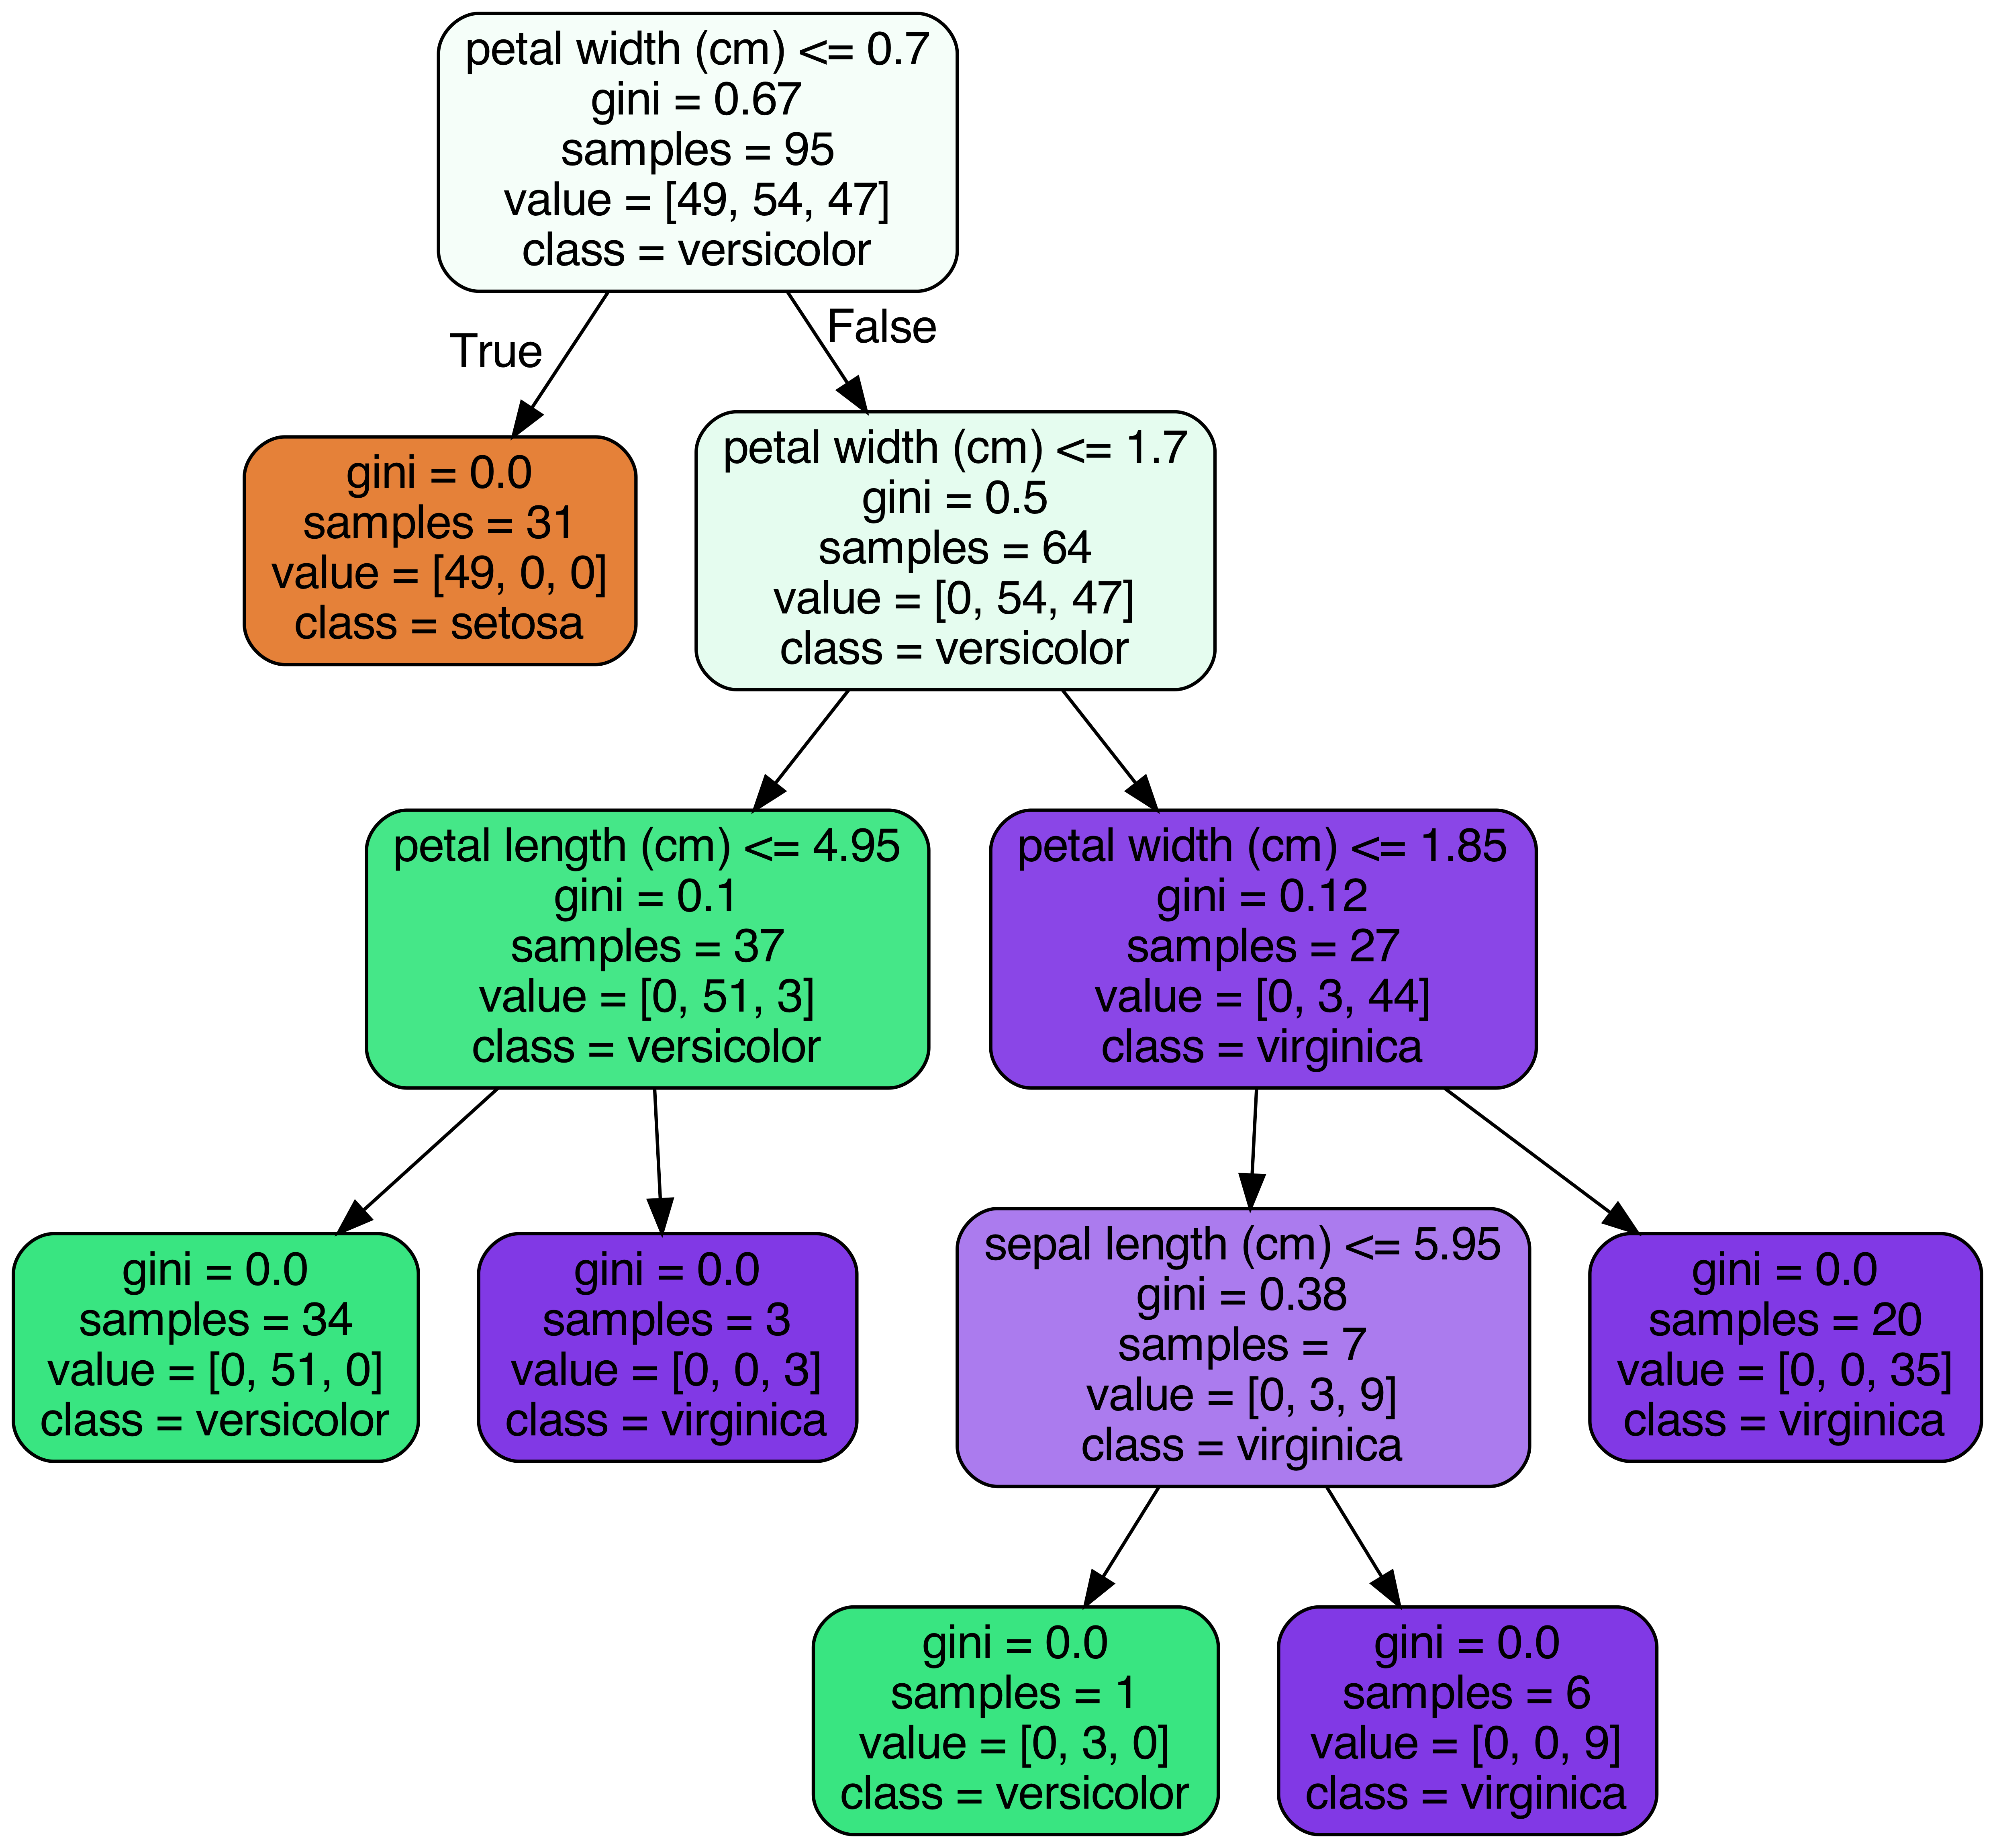 petal width (cm) <= 0.7
gini = 0.67
samples = 95
value = [49, 54, 47]
class = versicolor
True
False
gini = 0.0
samples = 31
value = [49, 0, 0]
class = setosa
petal width (cm) <= 1.7
gini = 0.5
samples = 64
value = [0, 54, 47]
class = versicolor
petal length (cm) <= 4.95
gini = 0.1
samples = 37
value = [0, 51, 3]
class = versicolor
petal width (cm) <= 1.85
gini = 0.12
samples = 27
value = [0, 3, 44]
class = virginica
gini = 0.0
samples = 34
value = [0, 51, 0]
class = versicolor
gini = 0.0
samples = 3
value = [0, 0, 3]
class = virginica
sepal length (cm) <= 5.95
gini = 0.38
samples = 7
value = [0, 3, 9]
class = virginica
gini = 0.0
samples = 20
value = [0, 0, 35]
class = virginica
gini = 0.0
samples = 1
value = [0, 3, 0]
class = versicolor
gini = 0.0
samples = 6
value = [0, 0, 9]
class = virginica